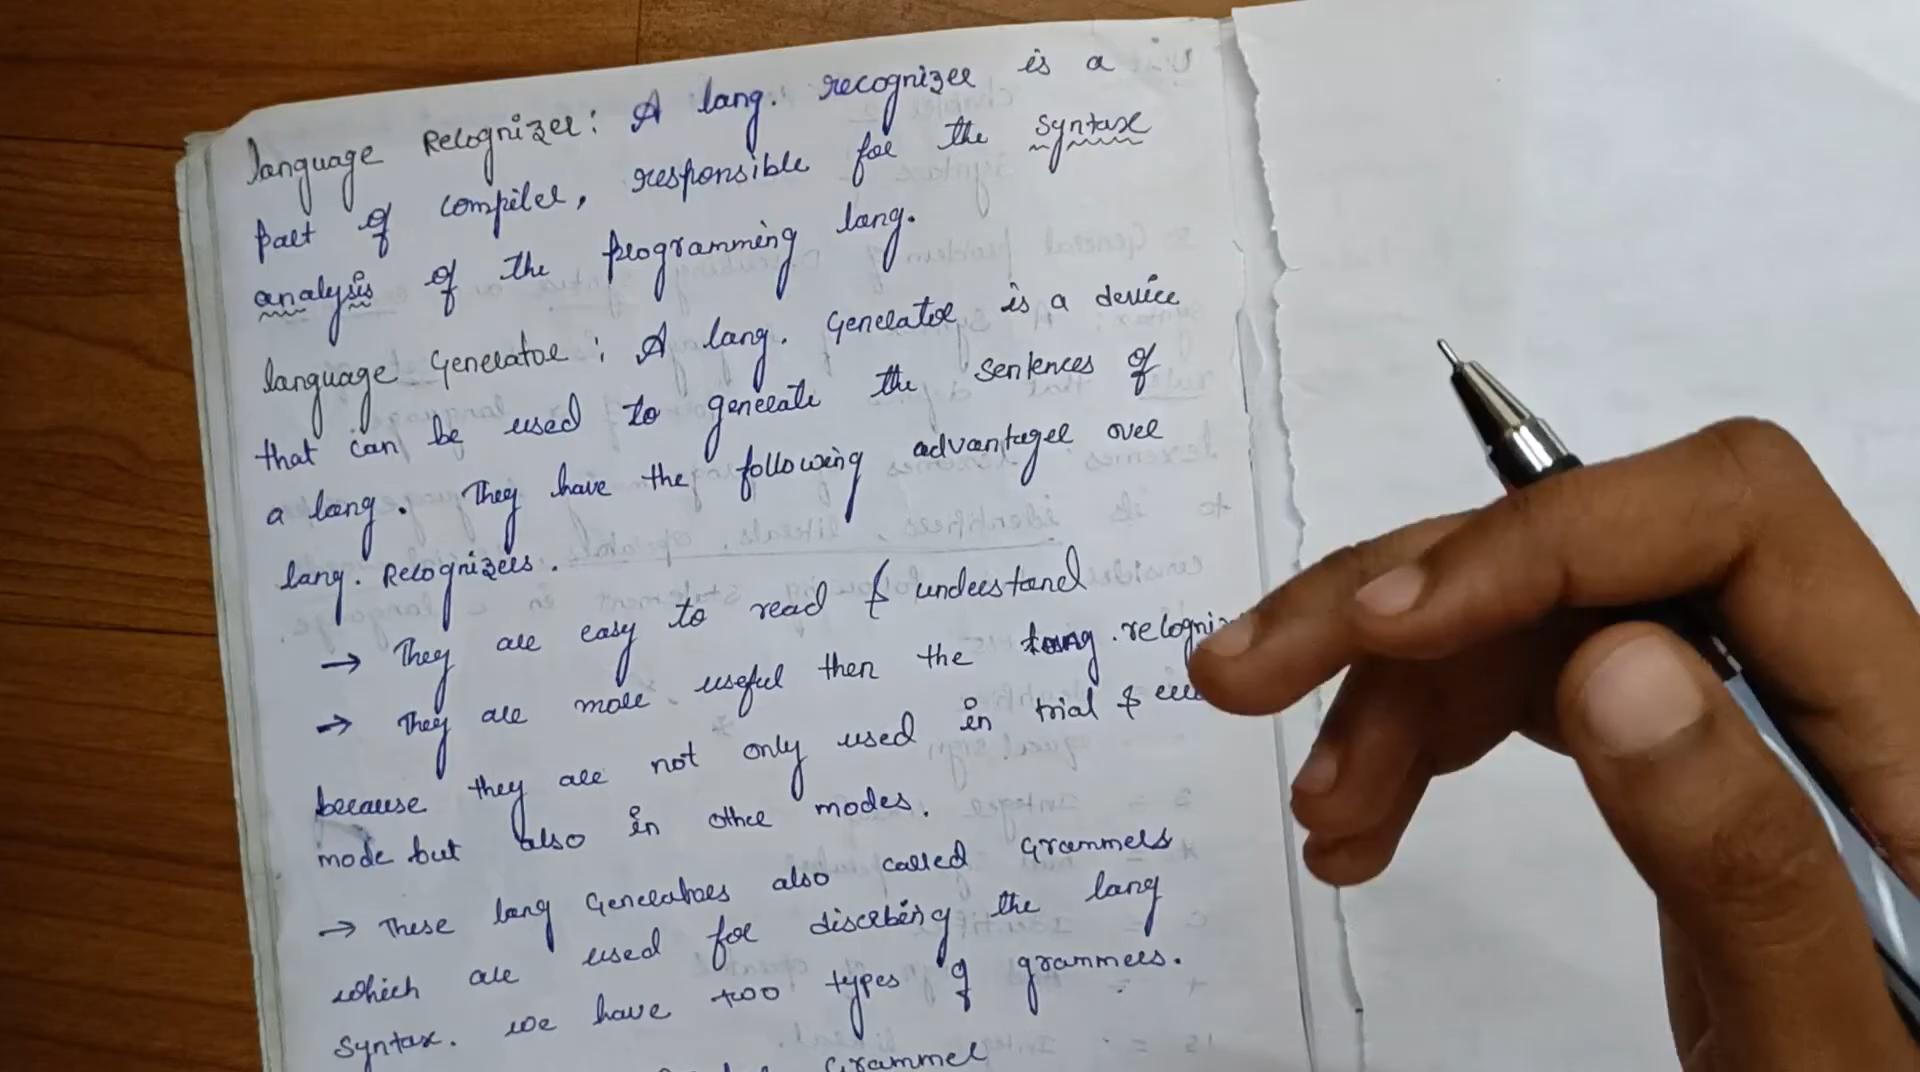 language Recognizer: A lang. recognizer is a
part of compiler, responsible for the syntax
analysis of the programming lang.
language Generator: A lang. Generator is a device
that can be used to generate the sentences of
a lang. They have the following advantages over
lang. Recognizers.
→ They are easy to read & understand
→ They are more useful then the lang. recogni
because they are not only used in trial &
mode but also in other modes.
→ These lang Generators also called Grammers
which are used for discribing the lang
syntax. we have two types of grammers.
Grammer